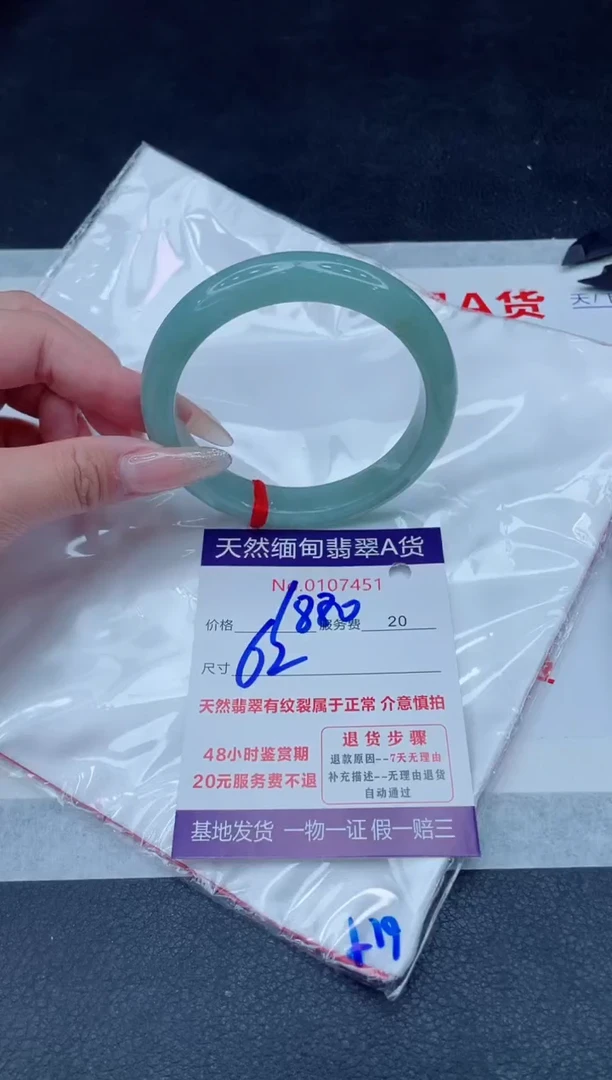 A货
天
天然缅甸翡翠A货
No.0107451
价格 服务费 20
880
尺寸 62
天然翡翠有纹裂属于正常 介意慎拍
48小时鉴赏期
20元服务费不退
退货步骤
退款原因--7天无理由
补充描述--无理由退货
自动通过
基地发货 一物一证 假一赔三